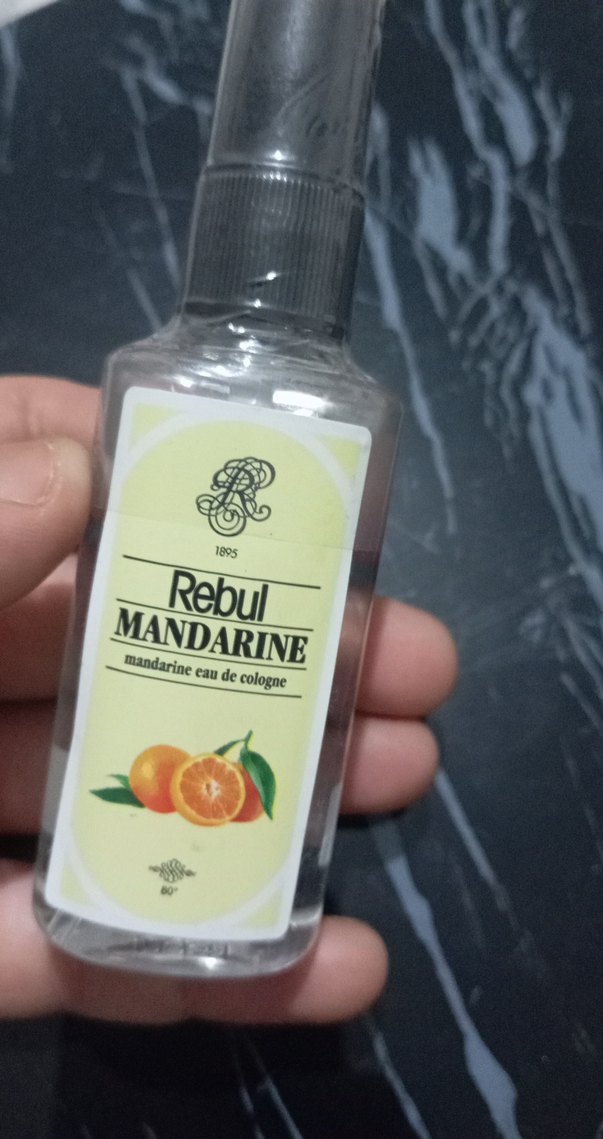 R
1895
Rebul
MANDARINE
mandarine eau de cologne
80°